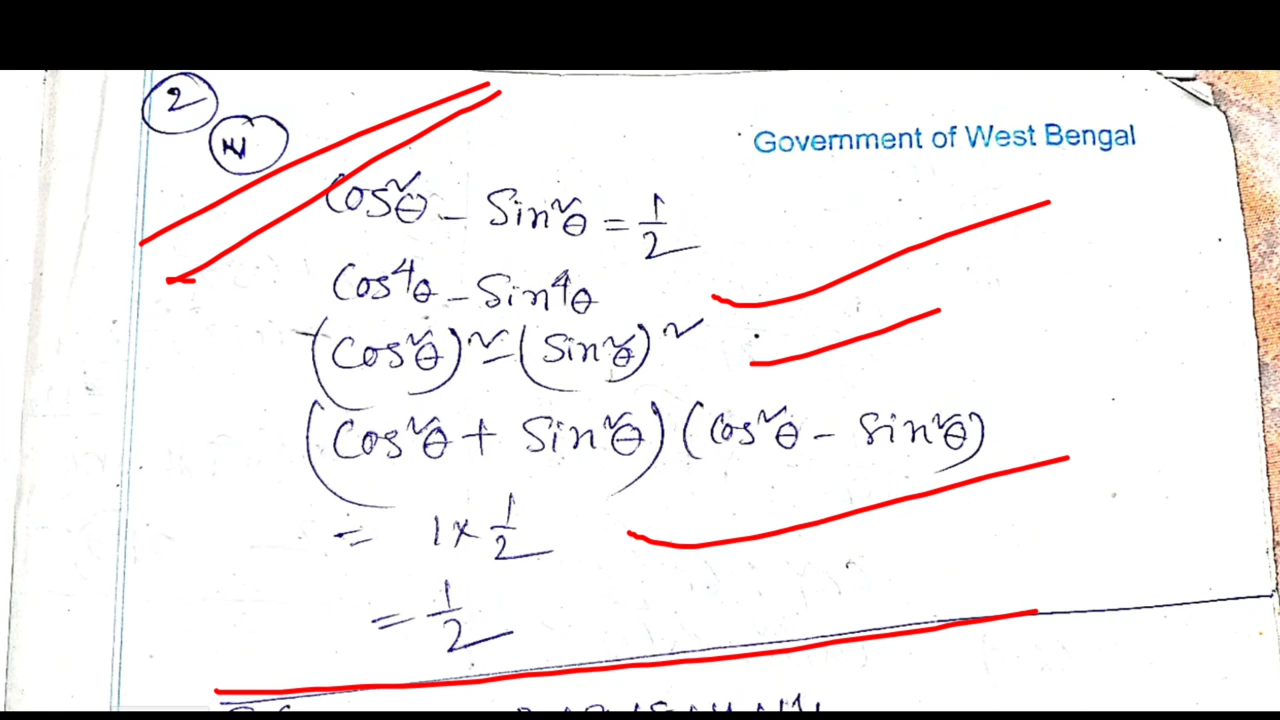 2
Government of West Bengal
Cos²θ - Sin²θ = 1/2
Cos⁴θ - Sin⁴θ
(Cos²θ)² - (Sin²θ)²
(Cos²θ + Sin²θ) (Cos²θ - Sin²θ)
= 1 × 1/2
= 1/2